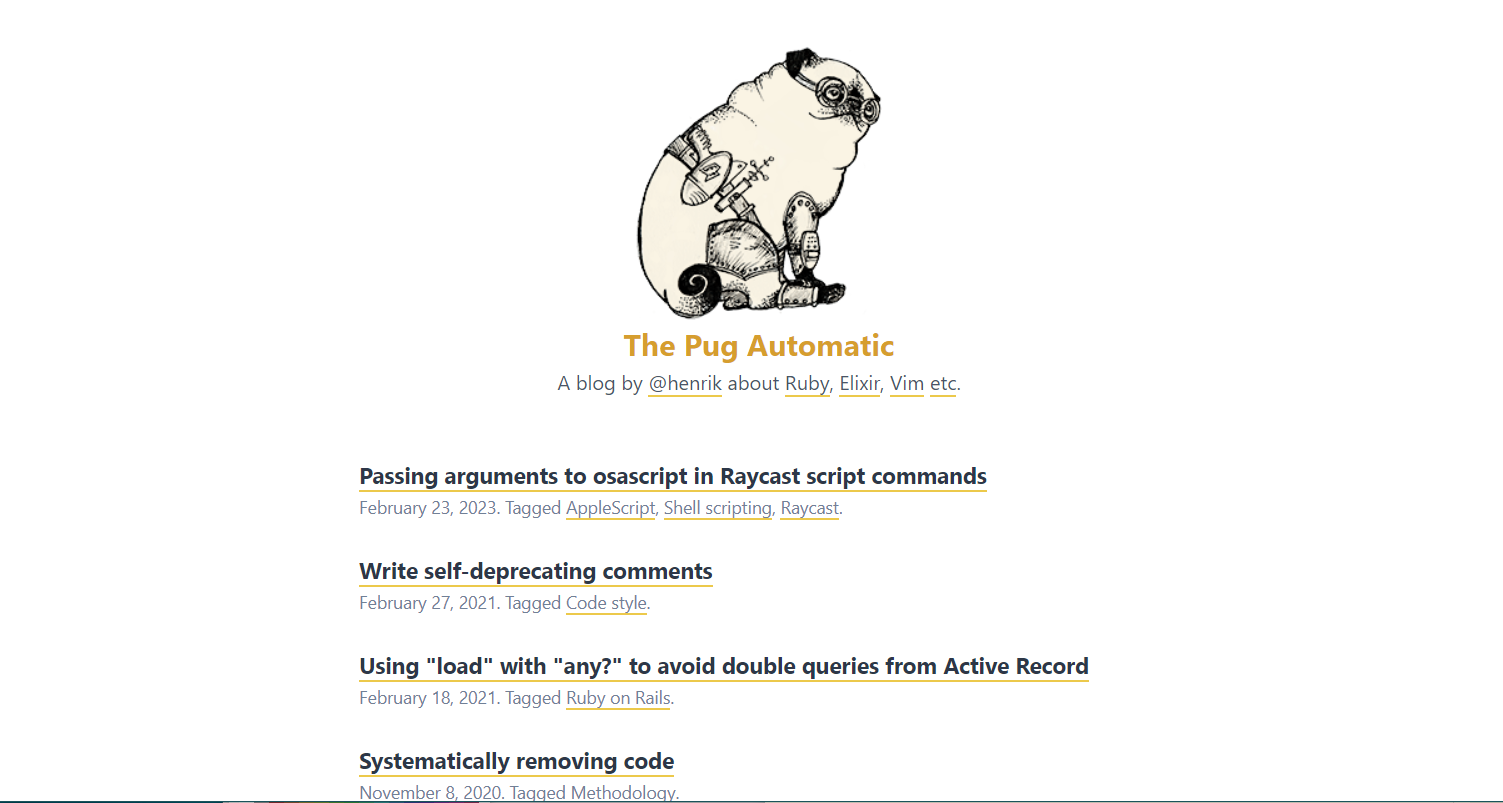 The Pug Automatic
A blog by @henrik about Ruby, Elixir, Vim etc.
Passing arguments to osascript in Raycast script commands
February 23, 2023. Tagged AppleScript, Shell scripting, Raycast.
Write self-deprecating comments
February 27, 2021. Tagged Code style.
Using "load" with "any?" to avoid double queries from Active Record
February 18, 2021. Tagged Ruby on Rails.
Systematically removing code
November 8, 2020. Tagged Methodology.